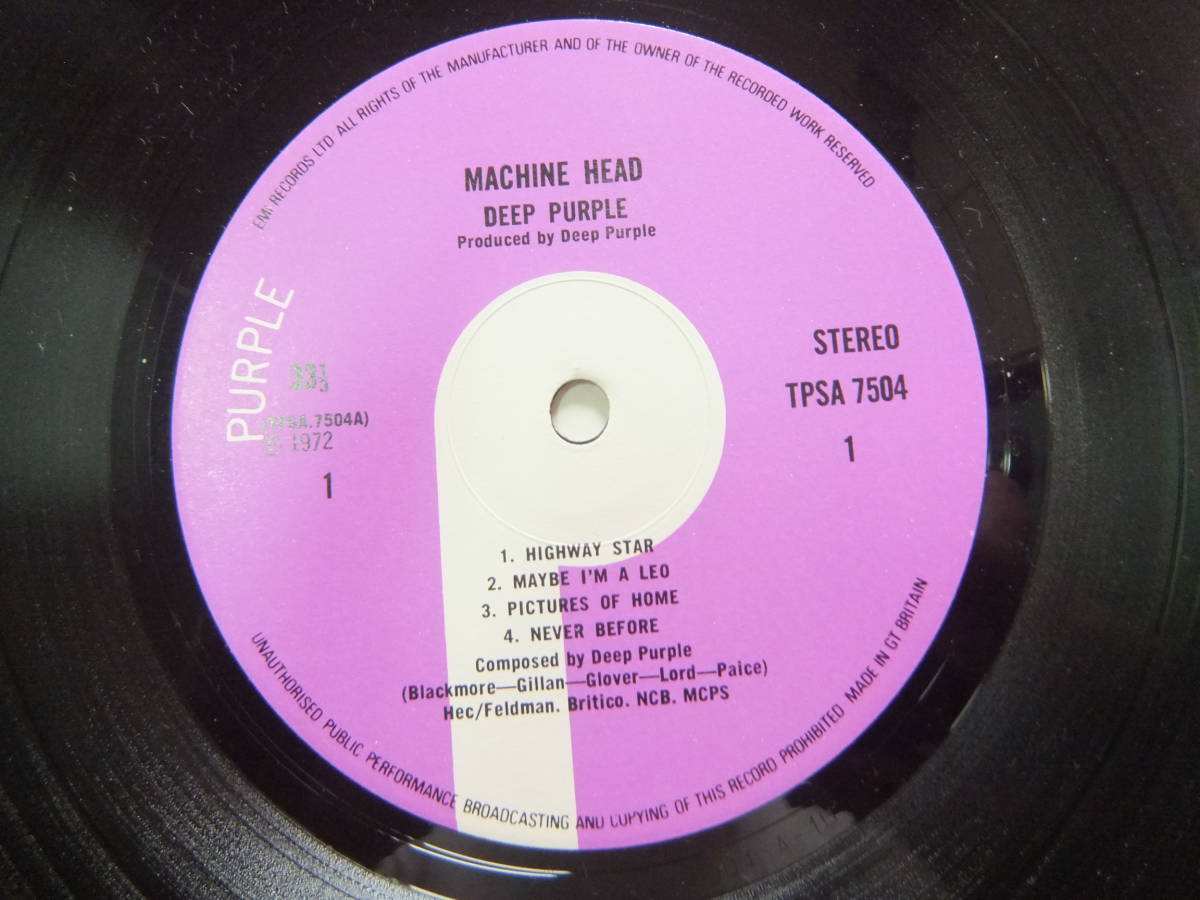 EMI RECORDS LTD ALL RIGHTS OF THE MANUFACTURER AND OF THE OWNER OF THE RECORDED WORK RESERVED
MACHINE HEAD
DEEP PURPLE
Produced by Deep Purple
PURPLE
33 1/3
(TPSA.7504A)
℗ 1972
1
STEREO
TPSA 7504
1
1. HIGHWAY STAR
2. MAYBE I'M A LEO
3. PICTURES OF HOME
4. NEVER BEFORE
Composed by Deep Purple
(Blackmore—Gillan—Glover—Lord—Paice)
Hec/Feldman. Britico. NCB. MCPS
UNAUTHORISED PUBLIC PERFORMANCE BROADCASTING AND COPYING OF THIS RECORD PROHIBITED MADE IN GT BRITAIN